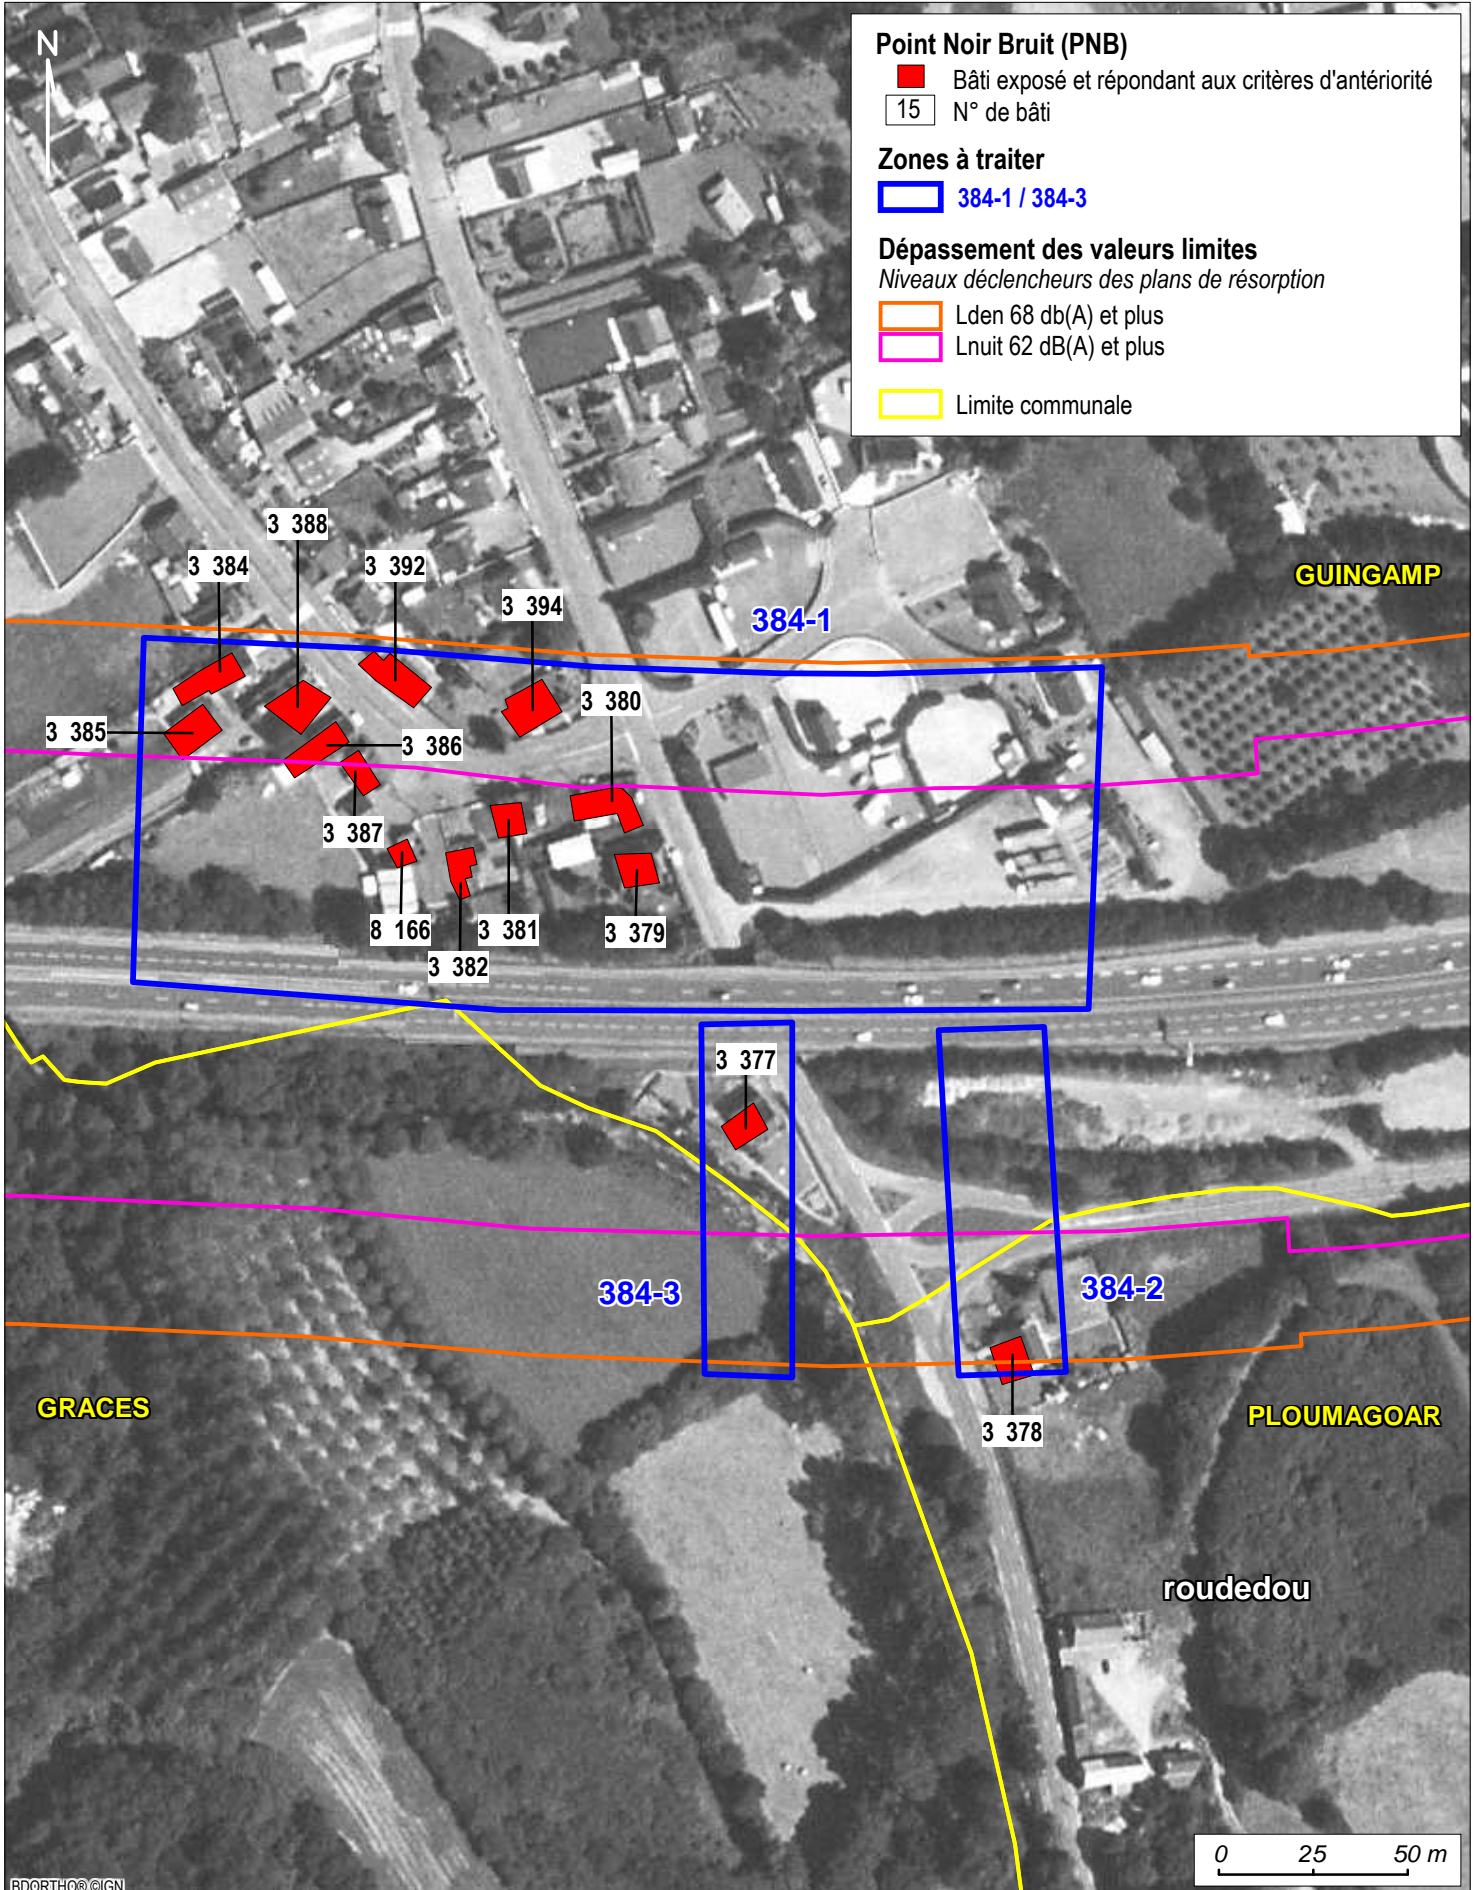 N
Point Noir Bruit (PNB)
Bâti exposé et répondant aux critères d'antériorité
15 N° de bâti
Zones à traiter
384-1 / 384-3
Dépassement des valeurs limites
Niveaux déclencheurs des plans de résorption
Lden 68 db(A) et plus
Lnuit 62 dB(A) et plus
Limite communale
3 388
3 384
3 392
GUINGAMP
3 394
384-1
3 380
3 385
3 386
3 387
8 166
3 381
3 379
3 382
3 377
384-3
384-2
GRACES
PLOUMAGOAR
3 378
roudedou
0 25 50 m
BDORTHO® ©IGN